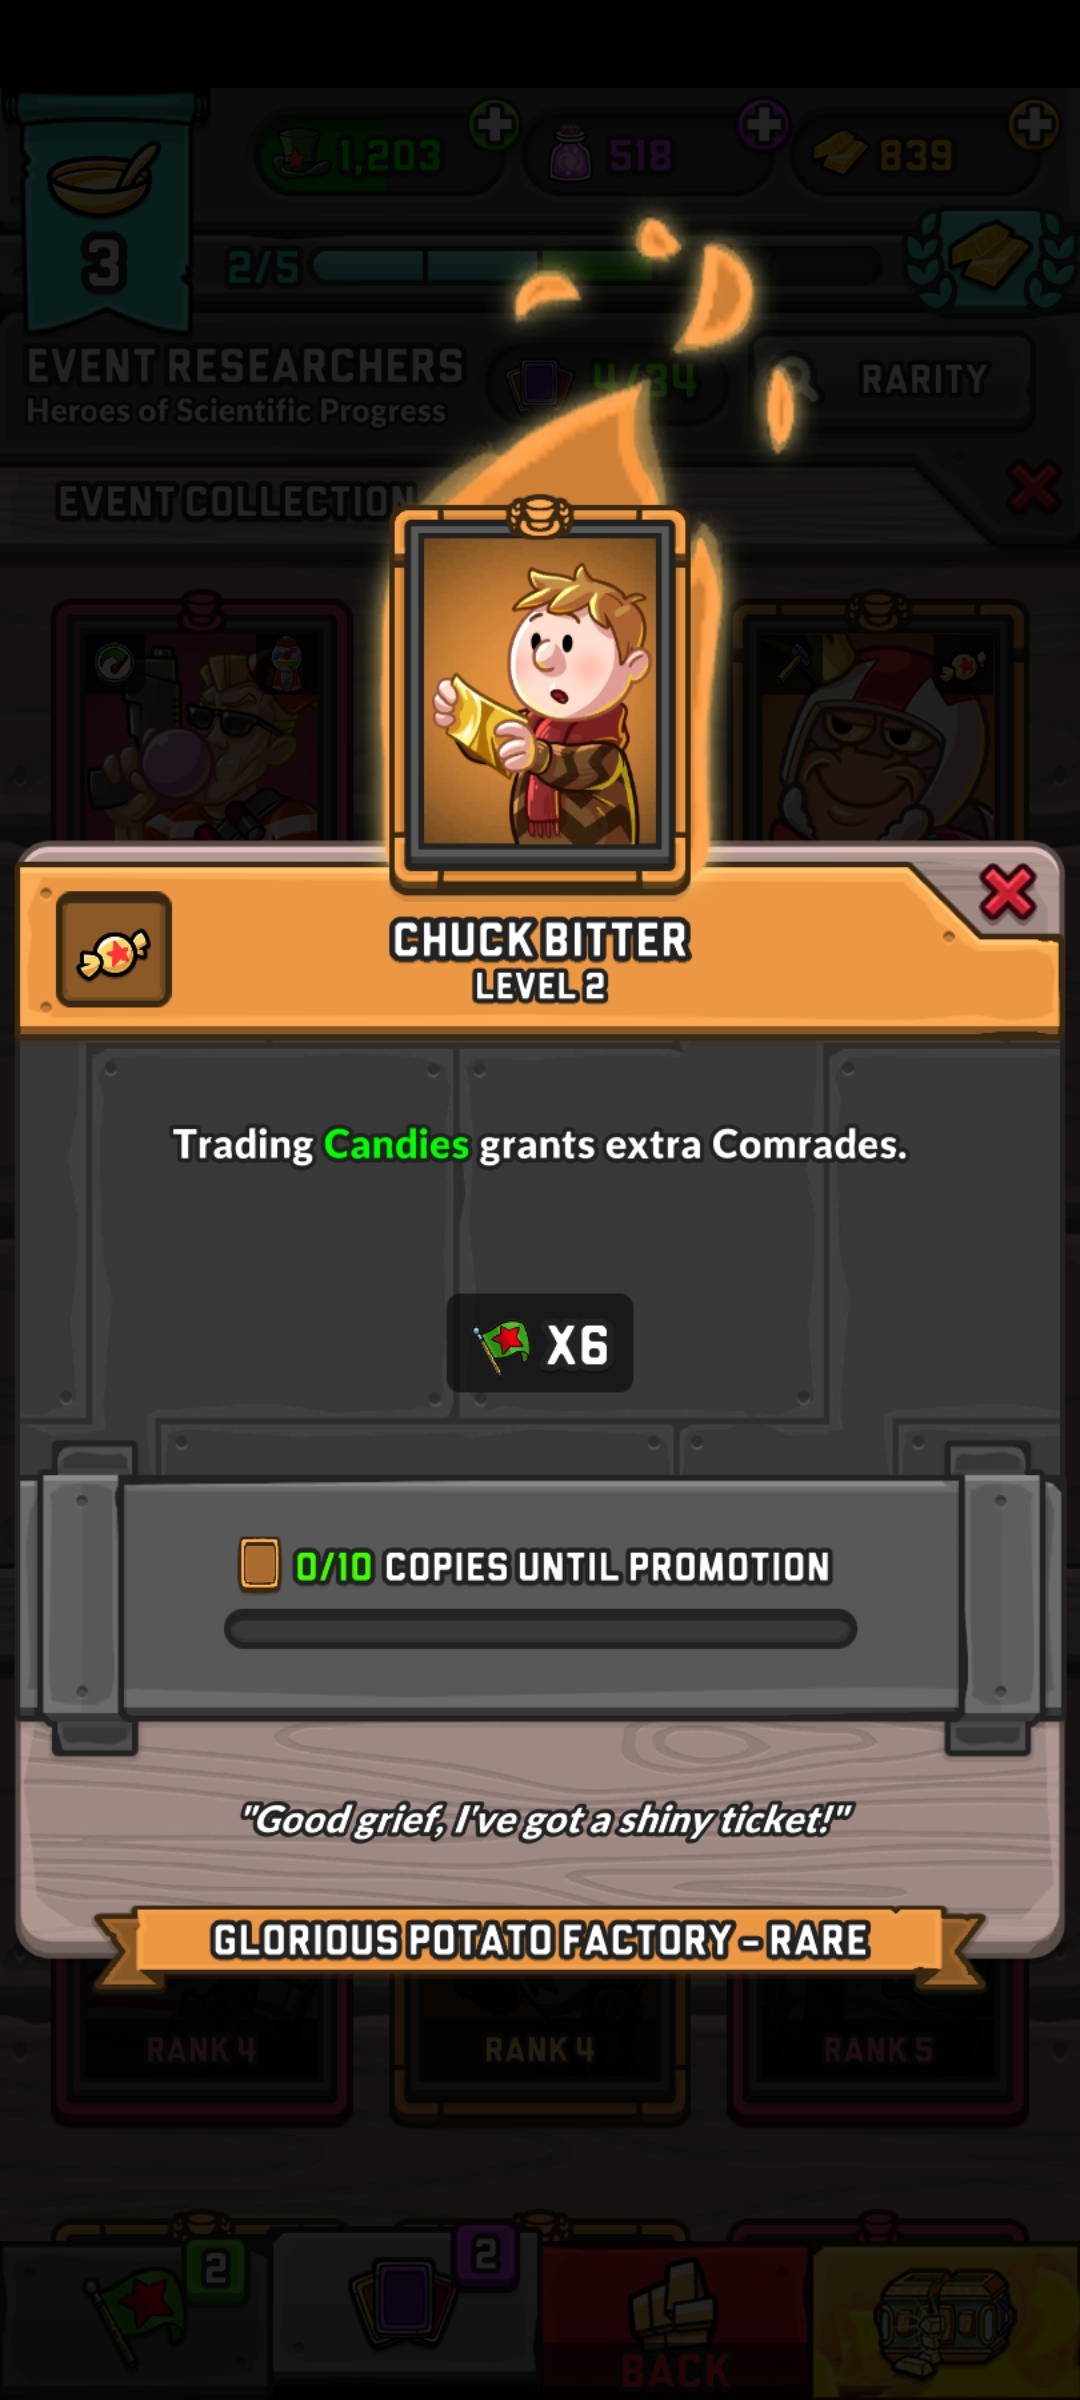 1,203
518
839
3
2/5
EVENT RESEARCHERS
Heroes of Scientific Progress
4/34
RARITY
EVENT COLLECTION
CHUCK BITTER
LEVEL 2
Trading Candies grants extra Comrades.
X6
0/10 COPIES UNTIL PROMOTION
"Good grief, I've got a shiny ticket!"
GLORIOUS POTATO FACTORY - RARE
RANK 4
RANK 4
RANK 5
2
2
BACK